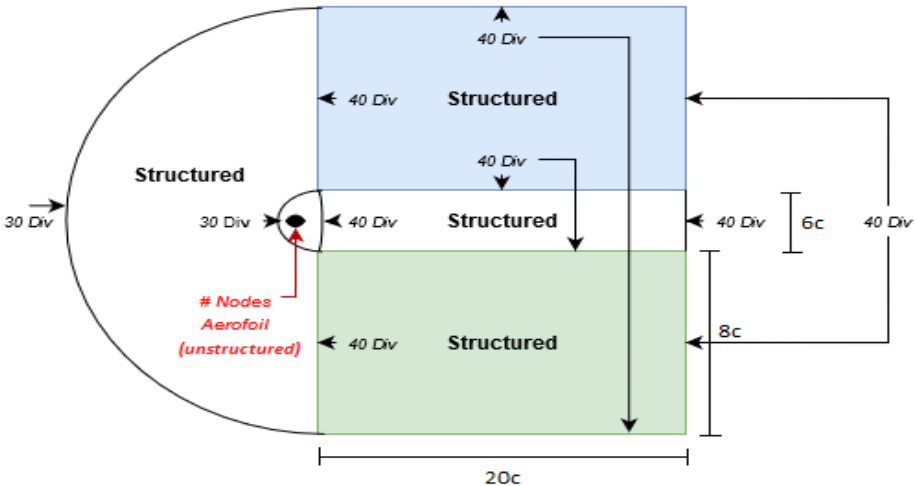 40 Div
40 Div
Structured
Structured
40 Div
30 Div
30 Div
40 Div
Structured
40 Div
6c
40 Div
# Nodes
Aerofoil
(unstructured)
40 Div
Structured
8c
20c